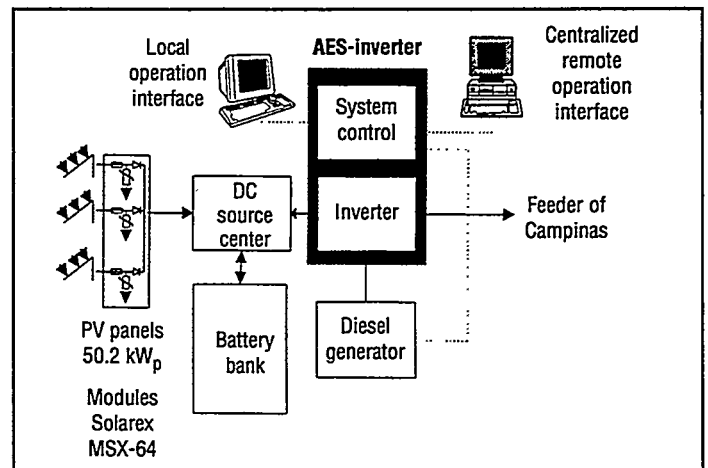 Local
operation
interface
AES-inverter
Centralized
remote
operation
interface
System
control
DC
source
center
Inverter
Feeder of
Campinas
PV panels
50.2 kWp
Modules
Solarex
MSX-64
Battery
bank
Diesel
generator